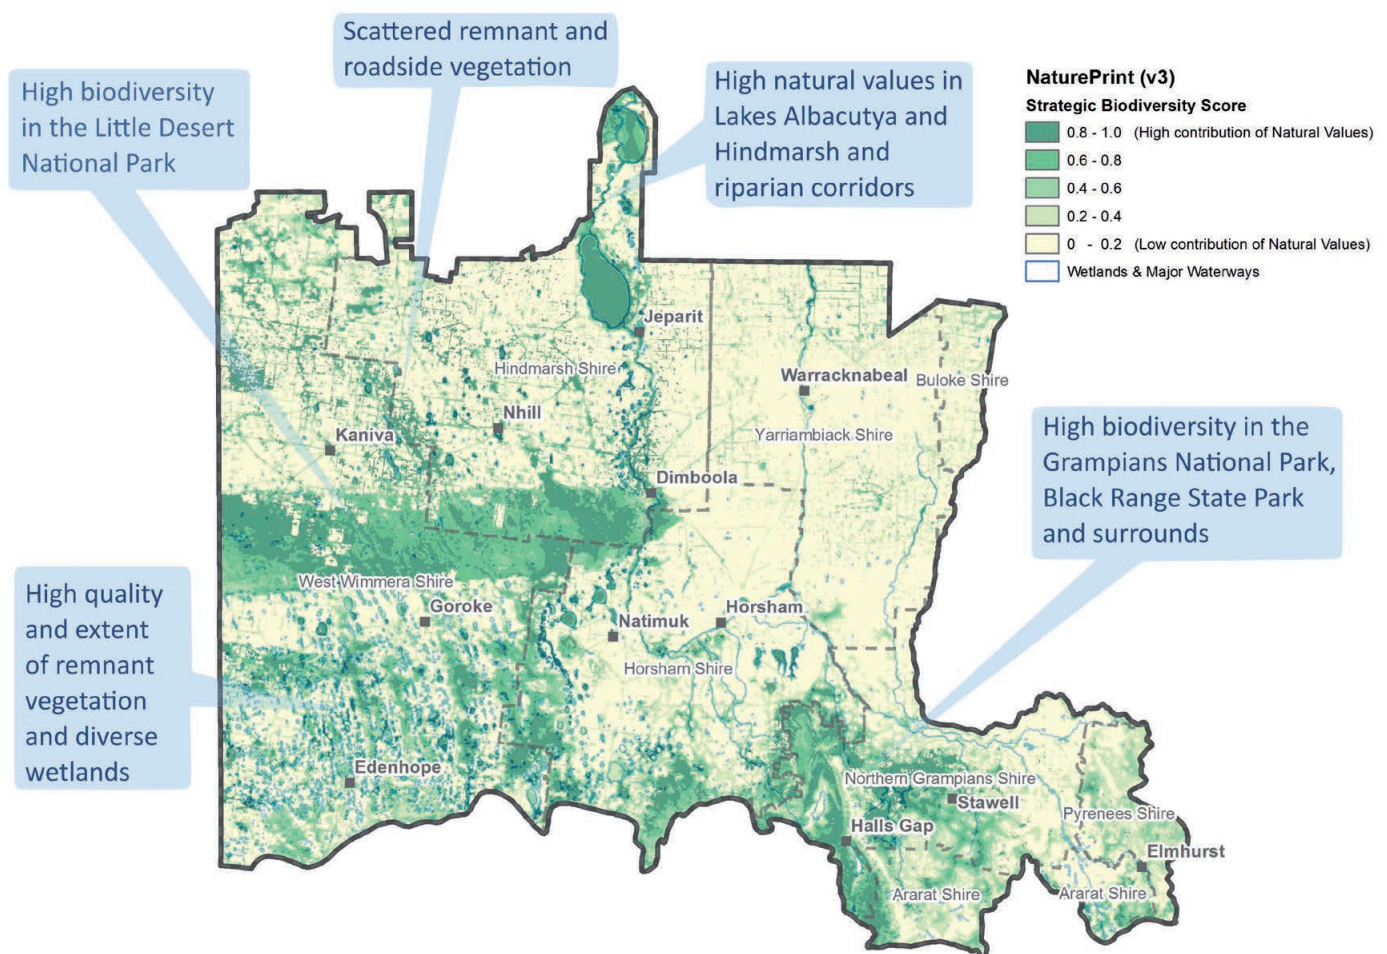 Scattered remnant and
roadside vegetation
High biodiversity
in the Little Desert
National Park
High natural values in
Lakes Albacutya and
Hindmarsh and
riparian corridors
NaturePrint (v3)
Strategic Biodiversity Score
0.8 - 1.0 (High contribution of Natural Values)
0.6 - 0.8
0.4 - 0.6
0.2 - 0.4
0 - 0.2 (Low contribution of Natural Values)
Wetlands & Major Waterways
Jeparit
Hindmarsh Shire
Warracknabeal
Buloke Shire
Nhill
Kaniva
Yarriambiack Shire
High biodiversity in the
Grampians National Park,
Black Range State Park
and surrounds
Dimboola
West Wimmera Shire
High quality
and extent
of remnant
vegetation
and diverse
wetlands
Goroke
Natimuk
Horsham
Horsham Shire
Edenhope
Northern Grampians Shire
Stawell
Pyrenees Shire
Halls Gap
Elmhurst
Ararat Shire
Ararat Shire